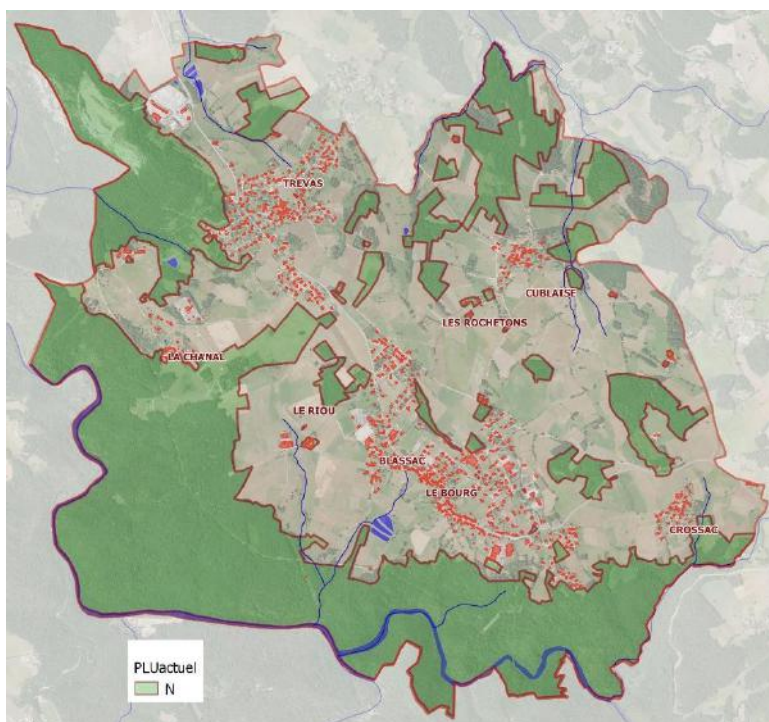 TREVAS
CUBLAISE
LES ROCHETONS
LA CHANAL
LE RIOU
BLASSAC
LE BOURG
CROSSAC
PLUactuel
N